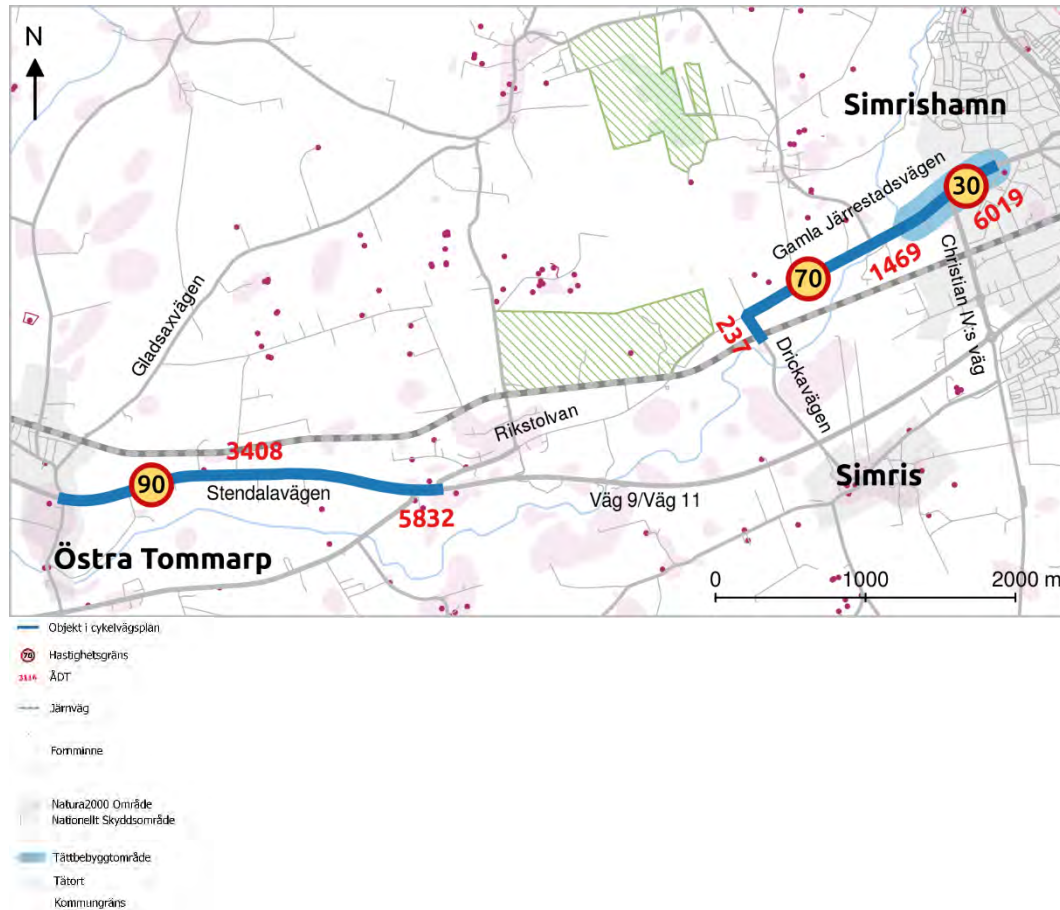 N
Simrishamn
30
6019
Gamla Järrestadsvägen
1469
70
Christian IV:s väg
237
Drickavägen
Gladsaxvägen
Rikstolvan
3408
90
Stendalavägen
5832
Väg 9/Väg 11
Simris
Östra Tommarp
0 1000 2000 m
Objekt i cykelvägsplan
70 Hastighetsgräns
3116 ÅDT
Järnväg
Fornminne
Natura2000 Område
Nationellt Skyddsområde
Tättbebyggtområde
Tätort
Kommungräns